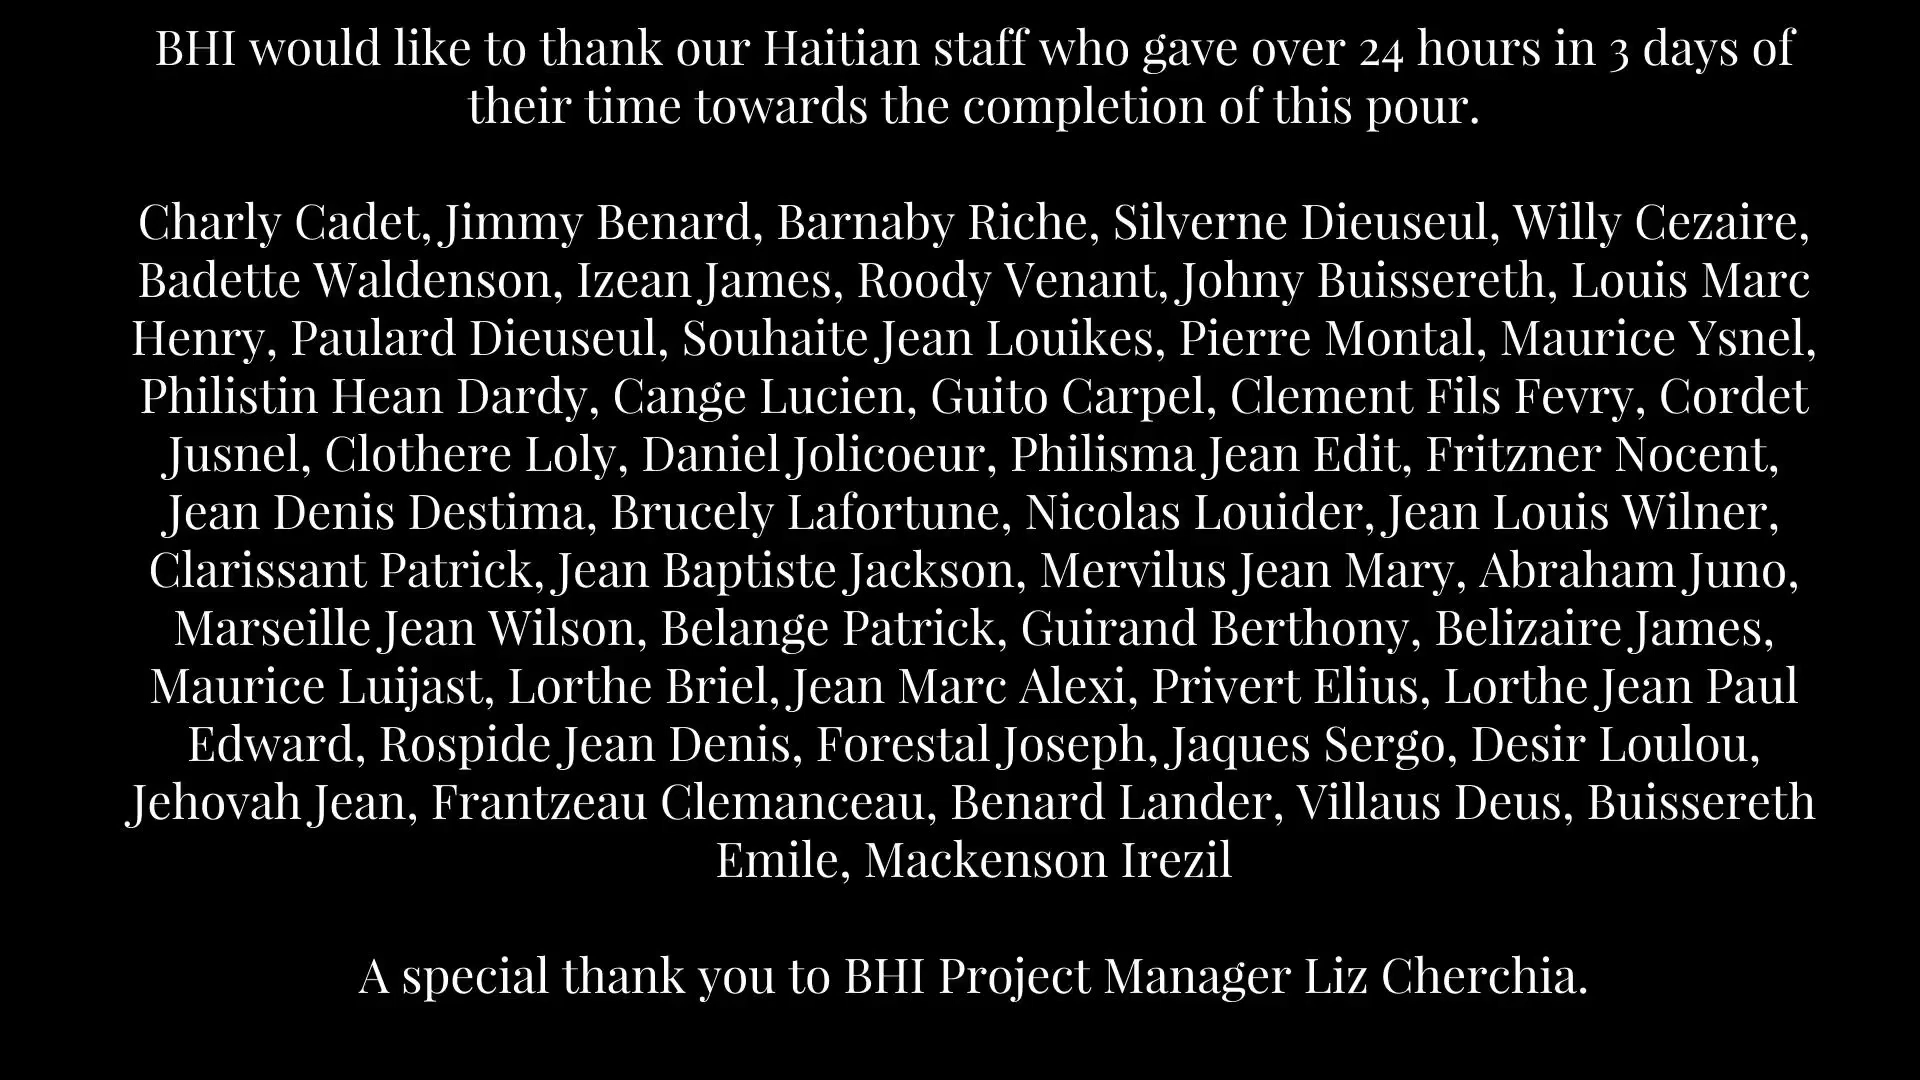 BHI would like to thank our Haitian staff who gave over 24 hours in 3 days of
their time towards the completion of this pour.
Charly Cadet, Jimmy Benard, Barnaby Riche, Silverne Dieuseul, Willy Cezaire,
Badette Waldenson, Izean James, Roody Venant, Johny Buissereth, Louis Marc
Henry, Paulard Dieuseul, Souhaite Jean Louikes, Pierre Montal, Maurice Ysnel,
Philistin Hean Dardy, Cange Lucien, Guito Carpel, Clement Fils Fevry, Cordet
Jusnel, Clothere Loly, Daniel Jolicoeur, Philisma Jean Edit, Fritzner Nocent,
Jean Denis Destima, Brucely Lafortune, Nicolas Louider, Jean Louis Wilner,
Clarissant Patrick, Jean Baptiste Jackson, Mervilus Jean Mary, Abraham Juno,
Marseille Jean Wilson, Belange Patrick, Guirand Berthony, Belizaire James,
Maurice Luijast, Lorthe Briel, Jean Marc Alexi, Privert Elius, Lorthe Jean Paul
Edward, Rospide Jean Denis, Forestal Joseph, Jaques Sergo, Desir Loulou,
Jehovah Jean, Frantzeau Clemanceau, Benard Lander, Villaus Deus, Buissereth
Emile, Mackenson Irezil
A special thank you to BHI Project Manager Liz Cherchia.